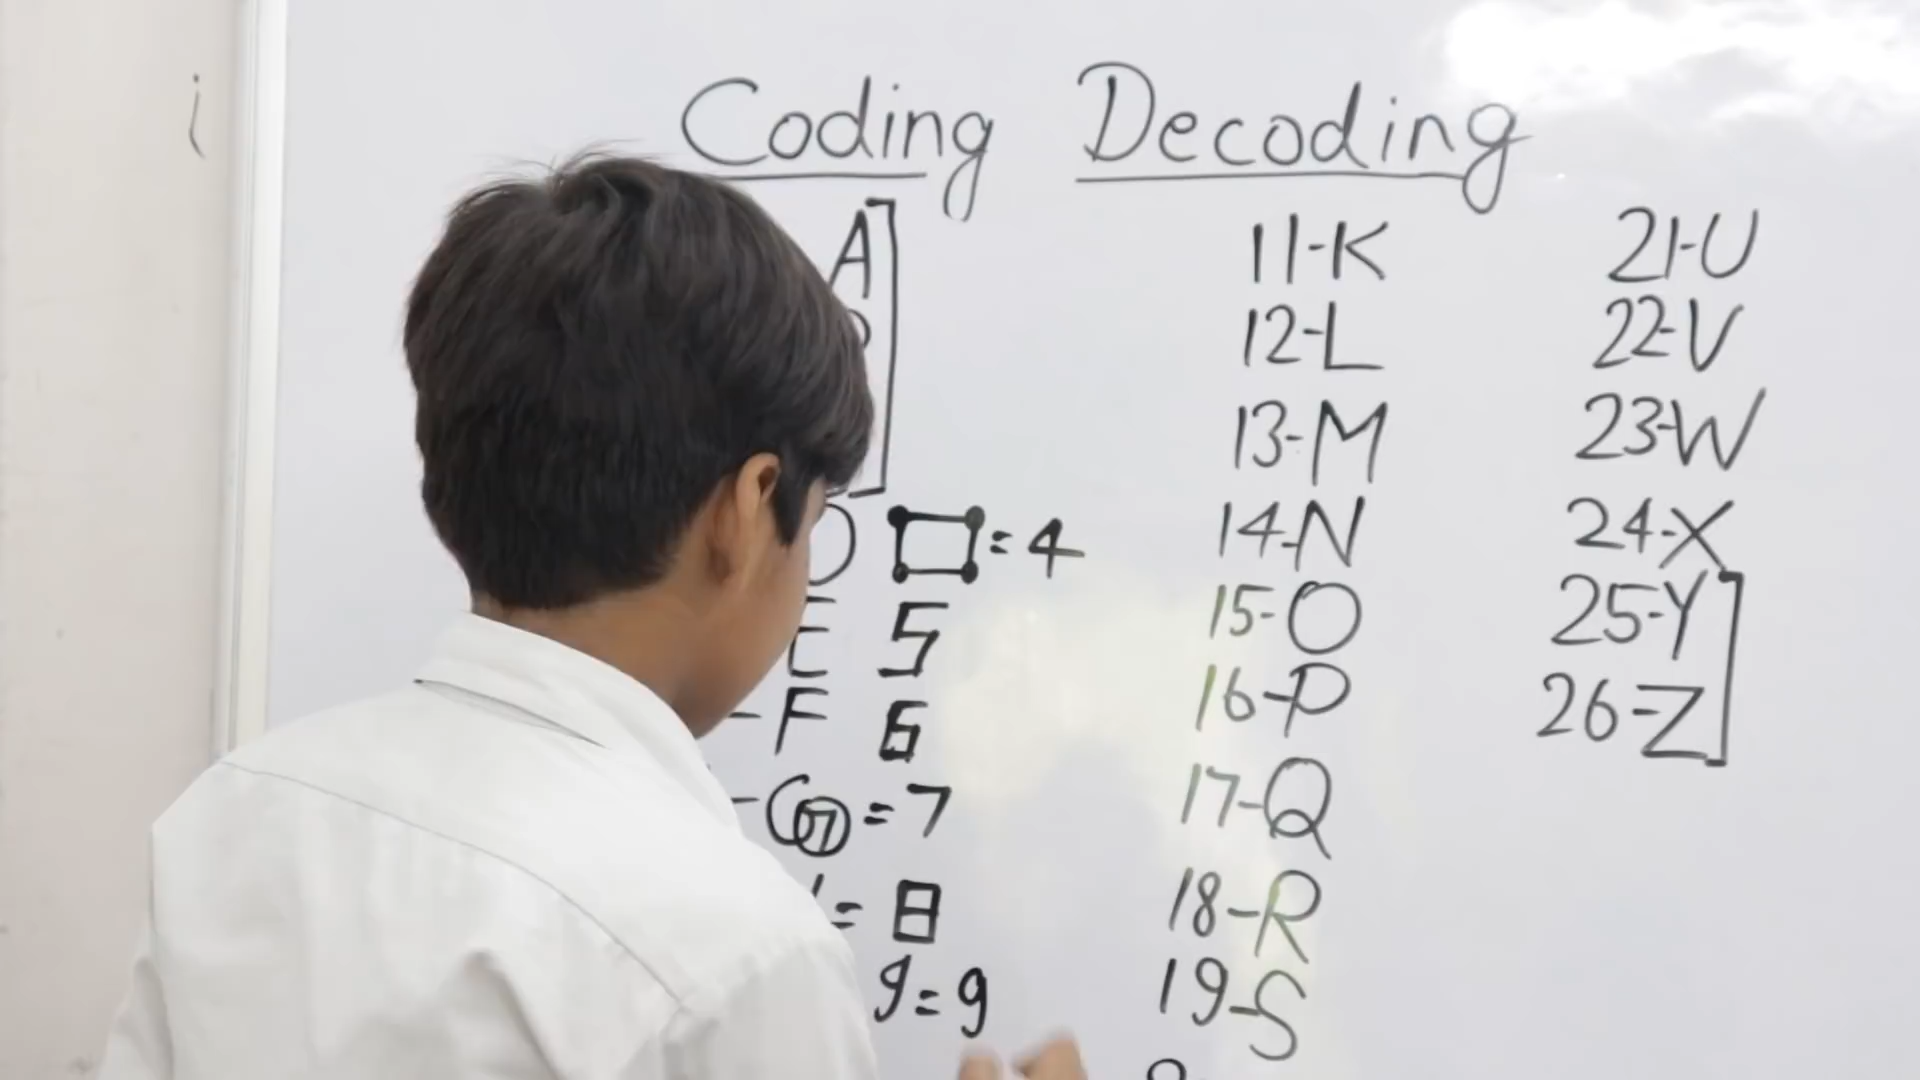 Coding Decoding
A
D = 4
E 5
- F 6
- G 7 = 7
= 8
9 = 9
11-K
12-L
13-M
14-N
15-O
16-P
17-Q
18-R
19-S
21-U
22-V
23-W
24-X
25-Y
26-Z